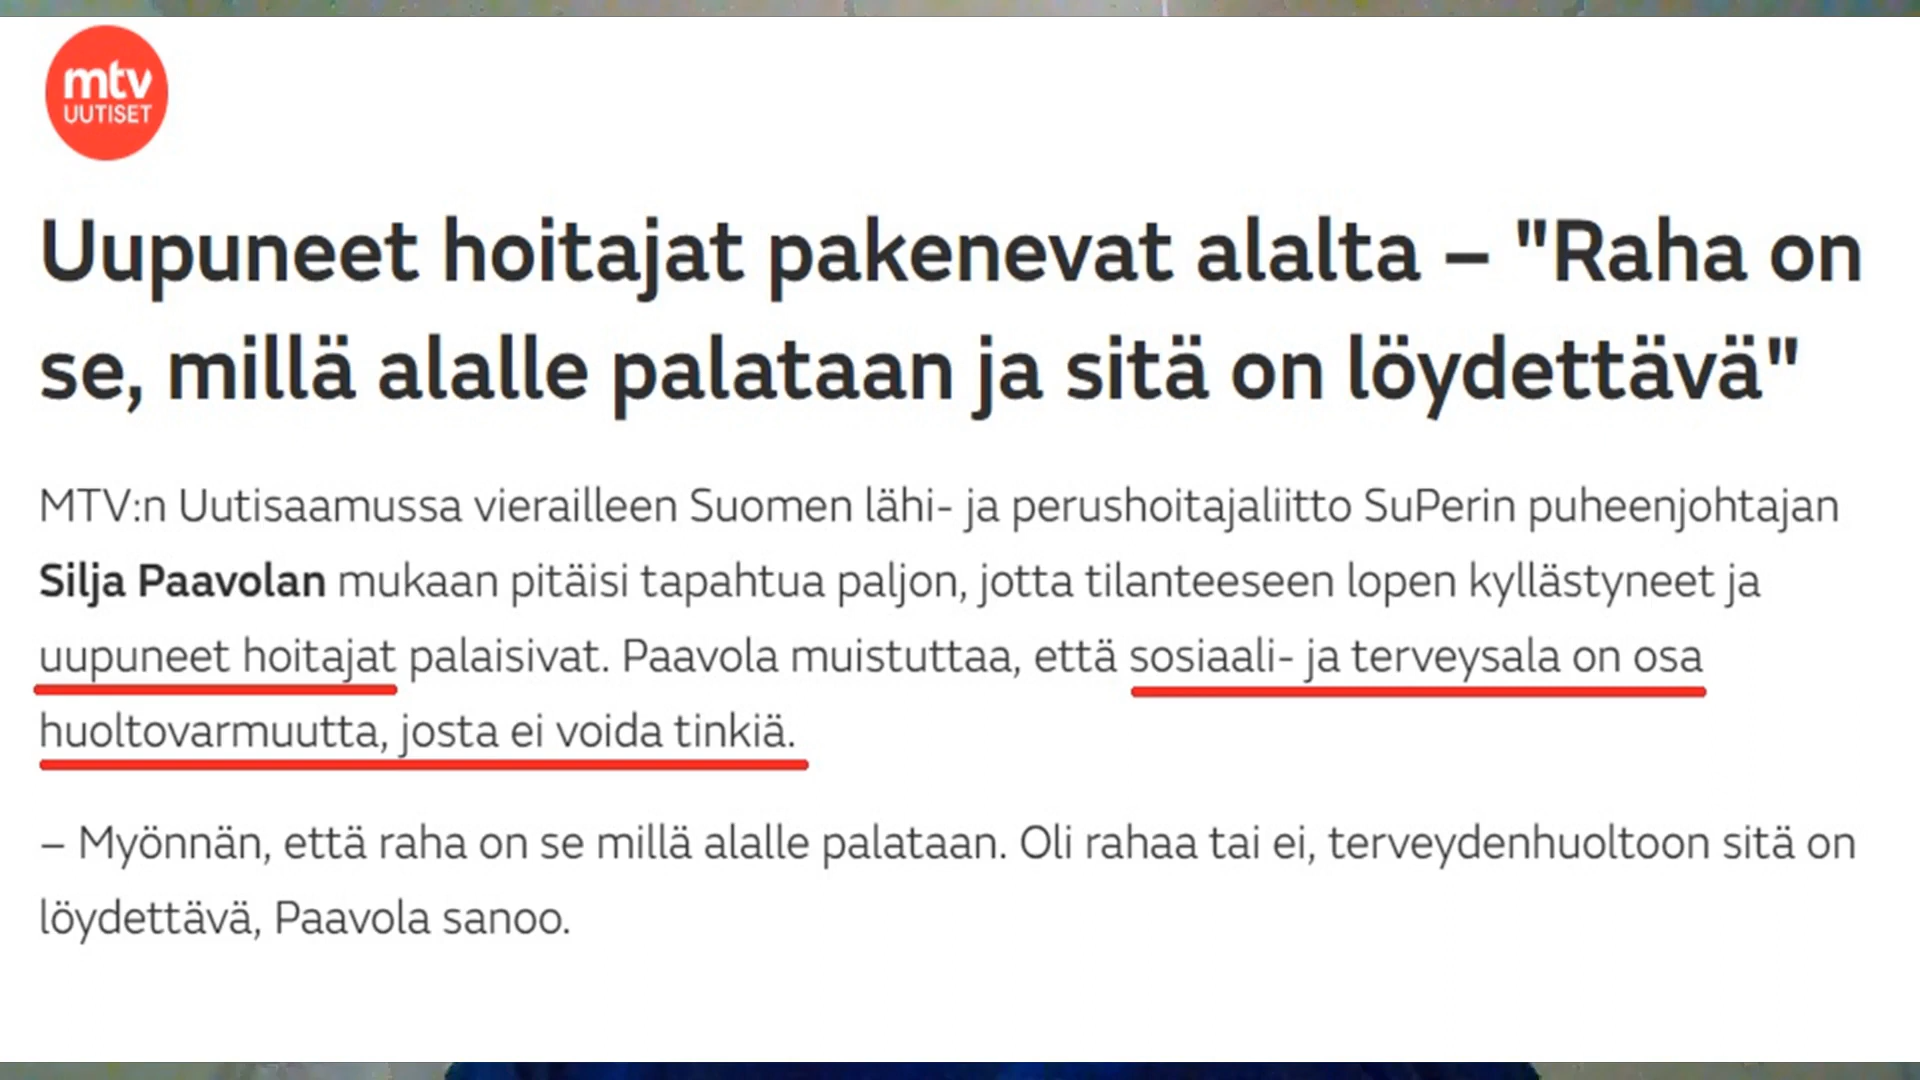 mtv
UUTISET
Uupuneet hoitajat pakenevat alalta – "Raha on
se, millä alalle palataan ja sitä on löydettävä"
MTV:n Uutisaamussa vierailleen Suomen lähi- ja perushoitajaliitto SuPerin puheenjohtajan
Silja Paavolan mukaan pitäisi tapahtua paljon, jotta tilanteeseen lopen kyllästyneet ja
uupuneet hoitajat palaisivat. Paavola muistuttaa, että sosiaali- ja terveysala on osa
huoltovarmuutta, josta ei voida tinkiä.
– Myönnän, että raha on se millä alalle palataan. Oli rahaa tai ei, terveydenhuoltoon sitä on
löydettävä, Paavola sanoo.